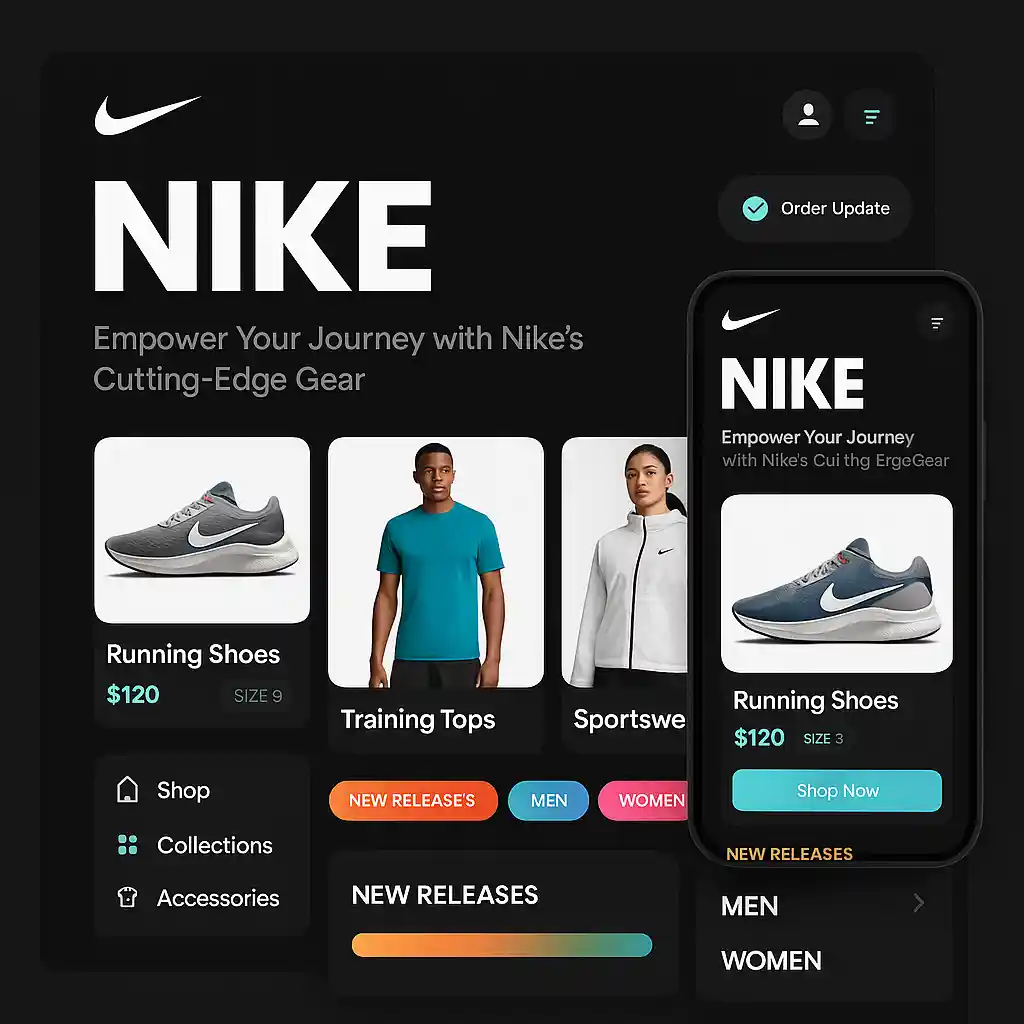 NIKE
Order Update
Empower Your Journey with Nike's
Cutting-Edge Gear
Running Shoes
$120
SIZE 9
Training Tops
Sportswe
Shop
Collections
Accessories
NEW RELEASE'S
MEN
WOMEN
NEW RELEASES
NIKE
Empower Your Journey
with Nike's Cui thg ErgeGear
Running Shoes
$120
SIZE 3
Shop Now
NEW RELEASES
MEN
WOMEN